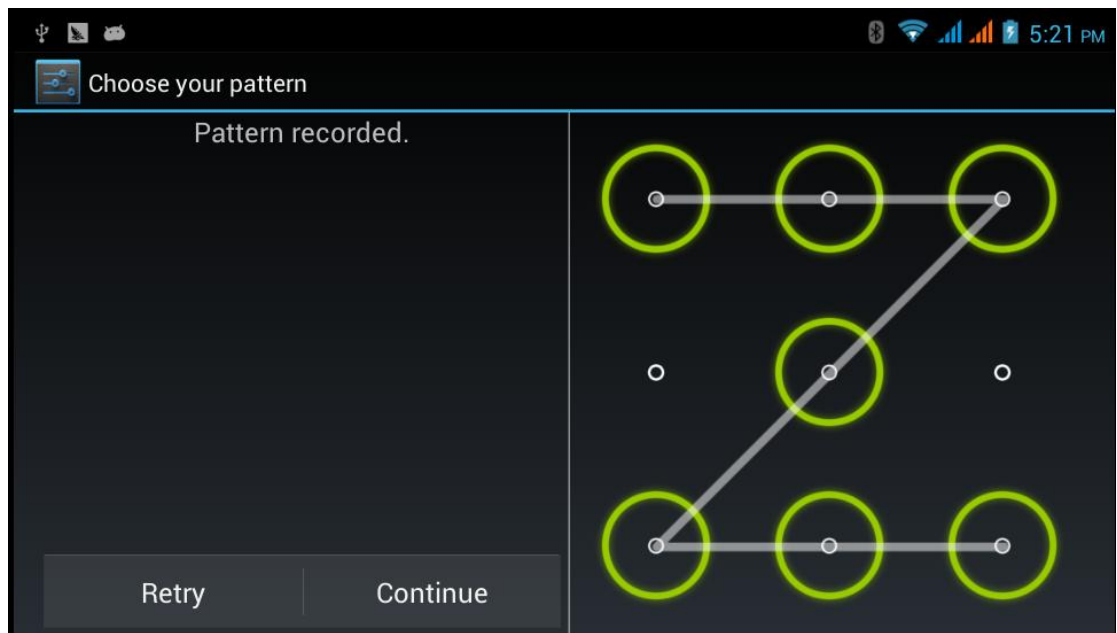 5:21 PM
Choose your pattern
Pattern recorded.
Retry
Continue